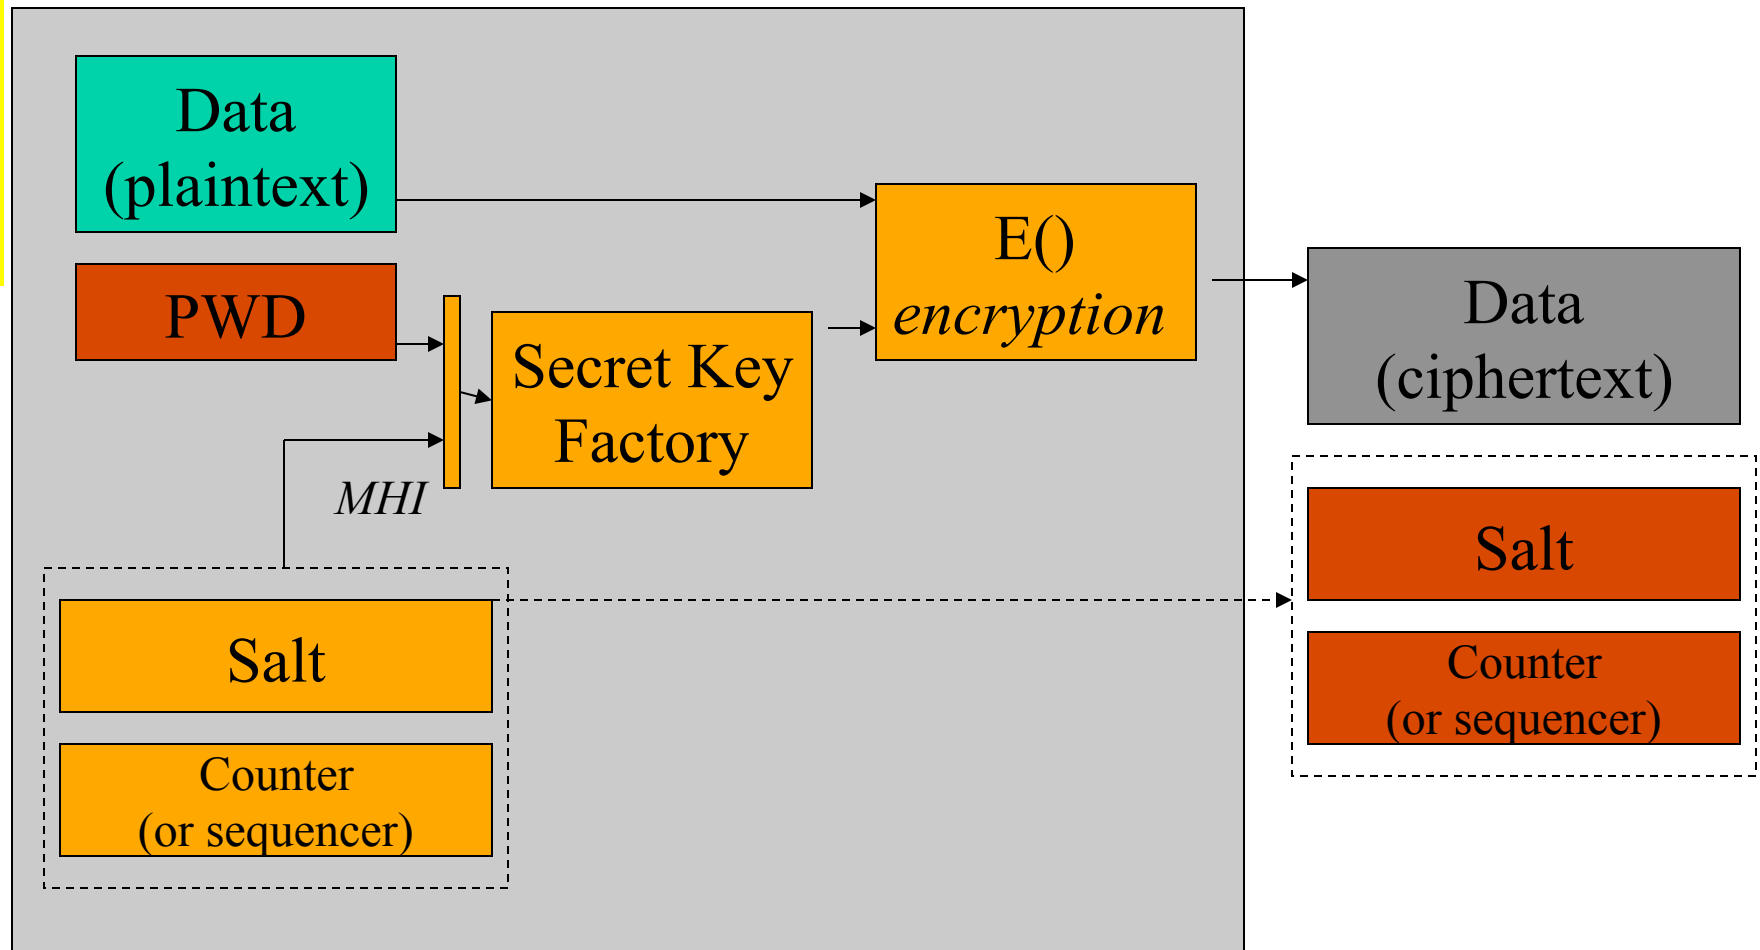 Data
(plaintext)
PWD
E()
encryption
Secret Key
Factory
MHI
Data
(ciphertext)
Salt
Counter
(or sequencer)
Salt
Counter
(or sequencer)